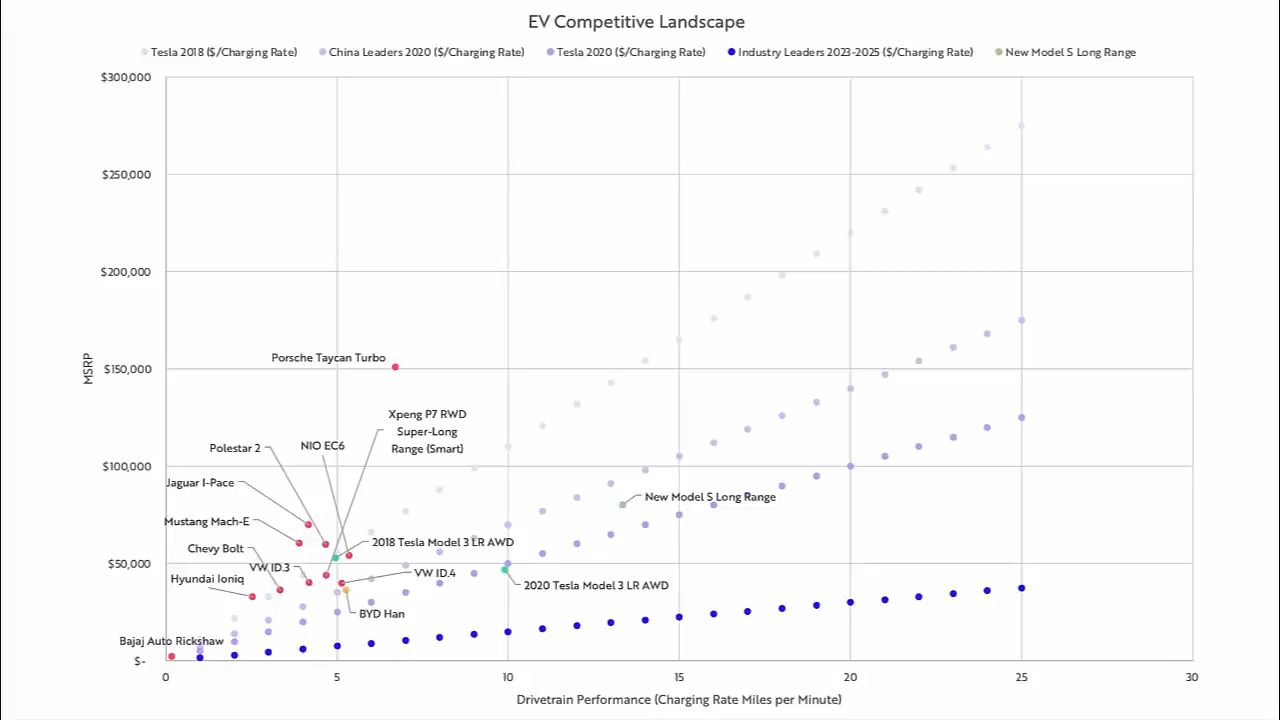 EV Competitive Landscape
Tesla 2018 ($/Charging Rate)
China Leaders 2020 ($/Charging Rate)
Tesla 2020 ($/Charging Rate)
Industry Leaders 2023-2025 ($/Charging Rate)
New Model S Long Range
$300,000
$250,000
$200,000
$150,000
$100,000
$50,000
$-
MSRP
Porsche Taycan Turbo
Xpeng P7 RWD
Super-Long
Range (Smart)
Polestar 2
NIO EC6
Jaguar I-Pace
New Model S Long Range
Mustang Mach-E
2018 Tesla Model 3 LR AWD
Chevy Bolt
VW ID.3
VW ID.4
Hyundai Ioniq
2020 Tesla Model 3 LR AWD
BYD Han
Bajaj Auto Rickshaw
0
5
10
15
20
25
30
Drivetrain Performance (Charging Rate Miles per Minute)